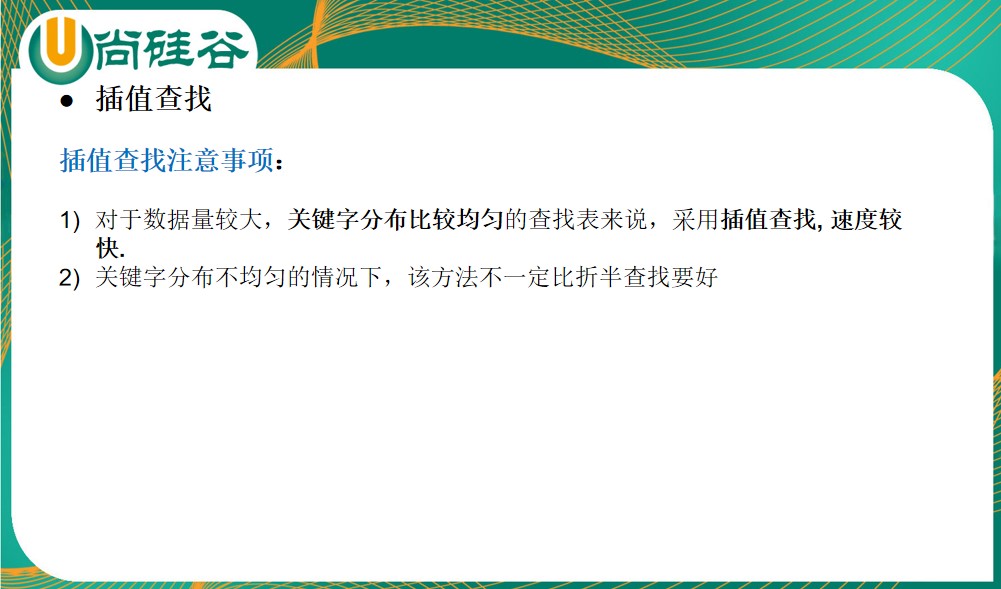 尚硅谷
● 插值查找
插值查找注意事项：
1) 对于数据量较大，关键字分布比较均匀的查找表来说，采用插值查找, 速度较
快.
2) 关键字分布不均匀的情况下，该方法不一定比折半查找要好